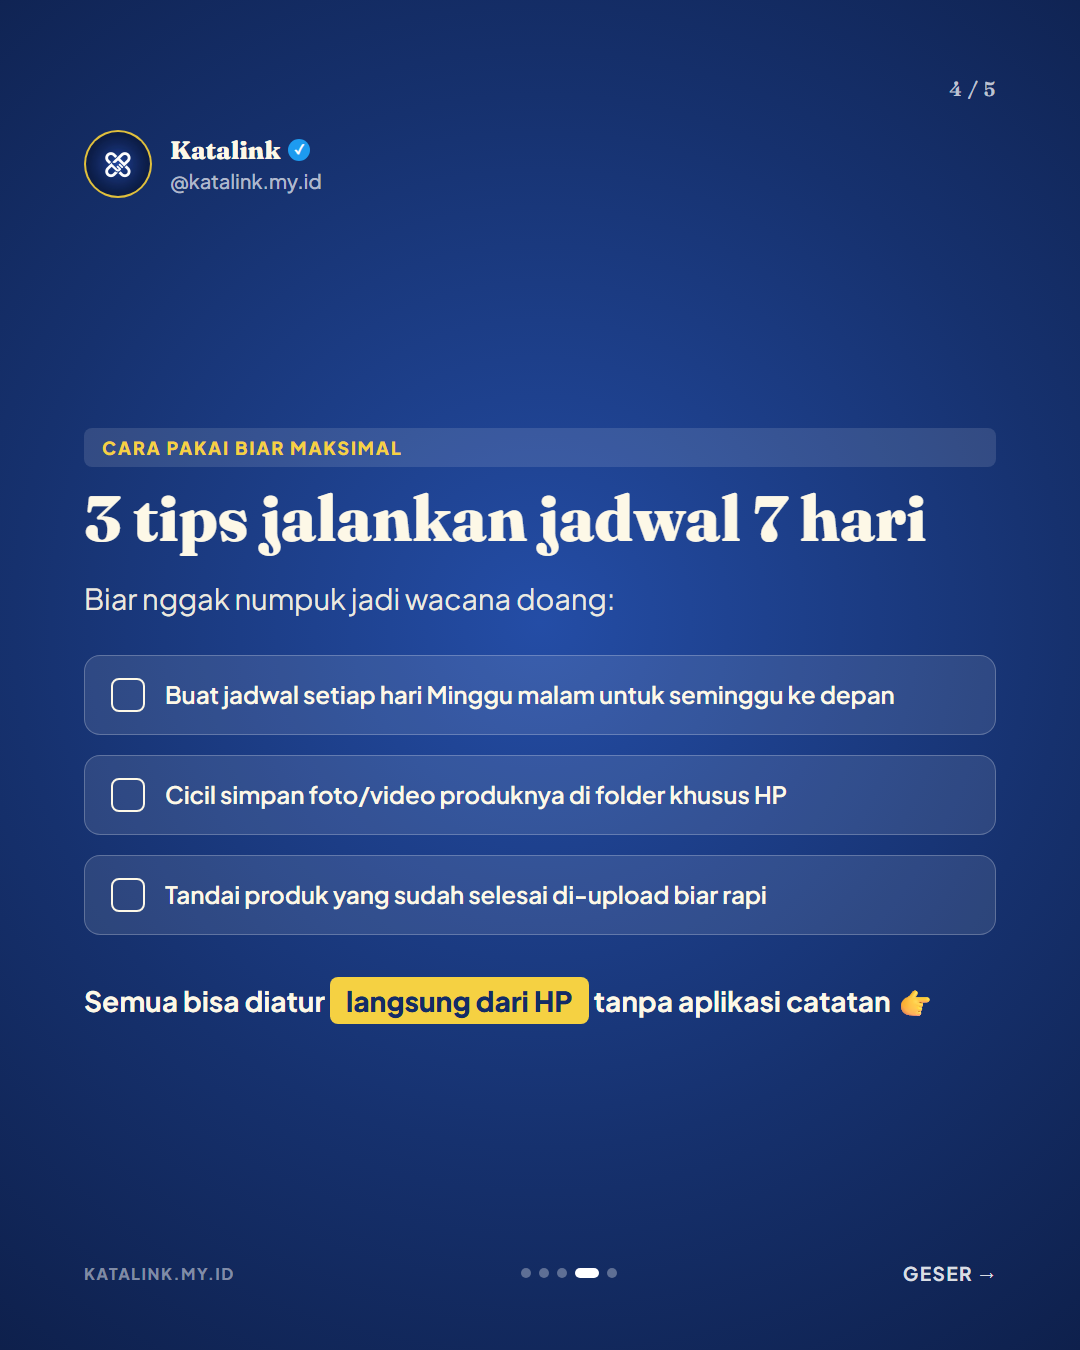 4 / 5
Katalink
@katalink.my.id
CARA PAKAI BIAR MAKSIMAL
3 tips jalankan jadwal 7 hari
Biar nggak numpuk jadi wacana doang:
Buat jadwal setiap hari Minggu malam untuk seminggu ke depan
Cicil simpan foto/video produknya di folder khusus HP
Tandai produk yang sudah selesai di-upload biar rapi
Semua bisa diatur langsung dari HP tanpa aplikasi catatan 👉
KATALINK.MY.ID
GESER →